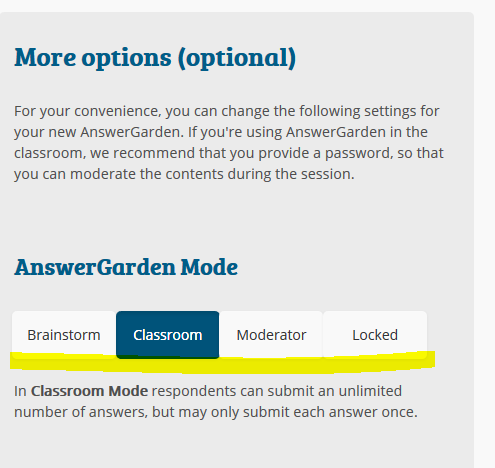 More options (optional)
For your convenience, you can change the following settings for
your new AnswerGarden. If you're using AnswerGarden in the
classroom, we recommend that you provide a password, so that
you can moderate the contents during the session.
AnswerGarden Mode
Brainstorm Classroom Moderator Locked
In Classroom Mode respondents can submit an unlimited
number of answers, but may only submit each answer once.